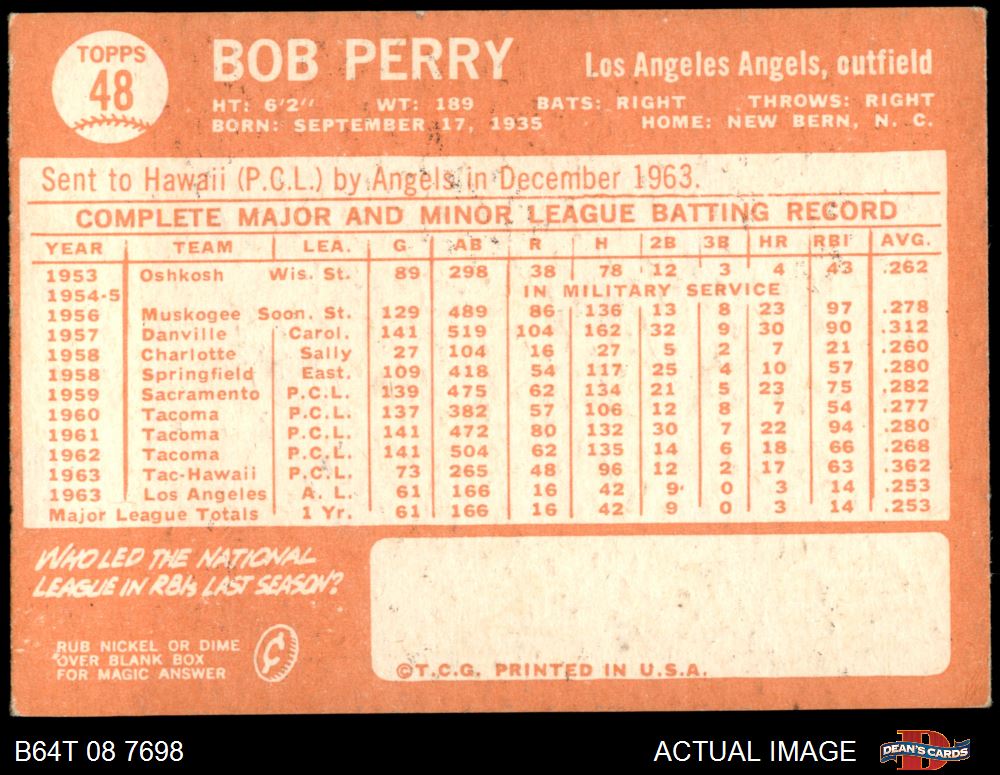 TOPPS
48
BOB PERRY
Los Angeles Angels, outfield
HT: 6'2" WT: 189 BATS: RIGHT THROWS: RIGHT
BORN: SEPTEMBER 17, 1935 HOME: NEW BERN, N. C.
Sent to Hawaii (P.C.L.) by Angels in December 1963.
COMPLETE MAJOR AND MINOR LEAGUE BATTING RECORD
YEAR TEAM LEA. G AB R H 2B 3B HR RBI AVG.
1953 Oshkosh Wis. St. 89 298 38 78 12 3 4 43 .262
1954-5 IN MILITARY SERVICE
1956 Muskogee Soon. St. 129 489 86 136 13 8 23 97 .278
1957 Danville Carol. 141 519 104 162 32 9 30 90 .312
1958 Charlotte Sally 27 104 16 27 5 2 7 21 .260
1958 Springfield East. 109 418 54 117 25 4 10 57 .280
1959 Sacramento P.C.L. 139 475 62 134 21 5 23 75 .282
1960 Tacoma P.C.L. 137 382 57 106 12 8 7 54 .277
1961 Tacoma P.C.L. 141 472 80 132 30 7 22 94 .280
1962 Tacoma P.C.L. 141 504 62 135 14 6 18 66 .268
1963 Tac-Hawaii P.C.L. 73 265 48 96 12 2 17 63 .362
1963 Los Angeles A. L. 61 166 16 42 9 0 3 14 .253
Major League Totals 1 Yr. 61 166 16 42 9 0 3 14 .253
WHO LED THE NATIONAL
LEAGUE IN RBIs LAST SEASON?
RUB NICKEL OR DIME
OVER BLANK BOX
FOR MAGIC ANSWER
¢
©T.C.G. PRINTED IN U.S.A.
B64T 08 7698
ACTUAL IMAGE
D
DEAN'S CARDS